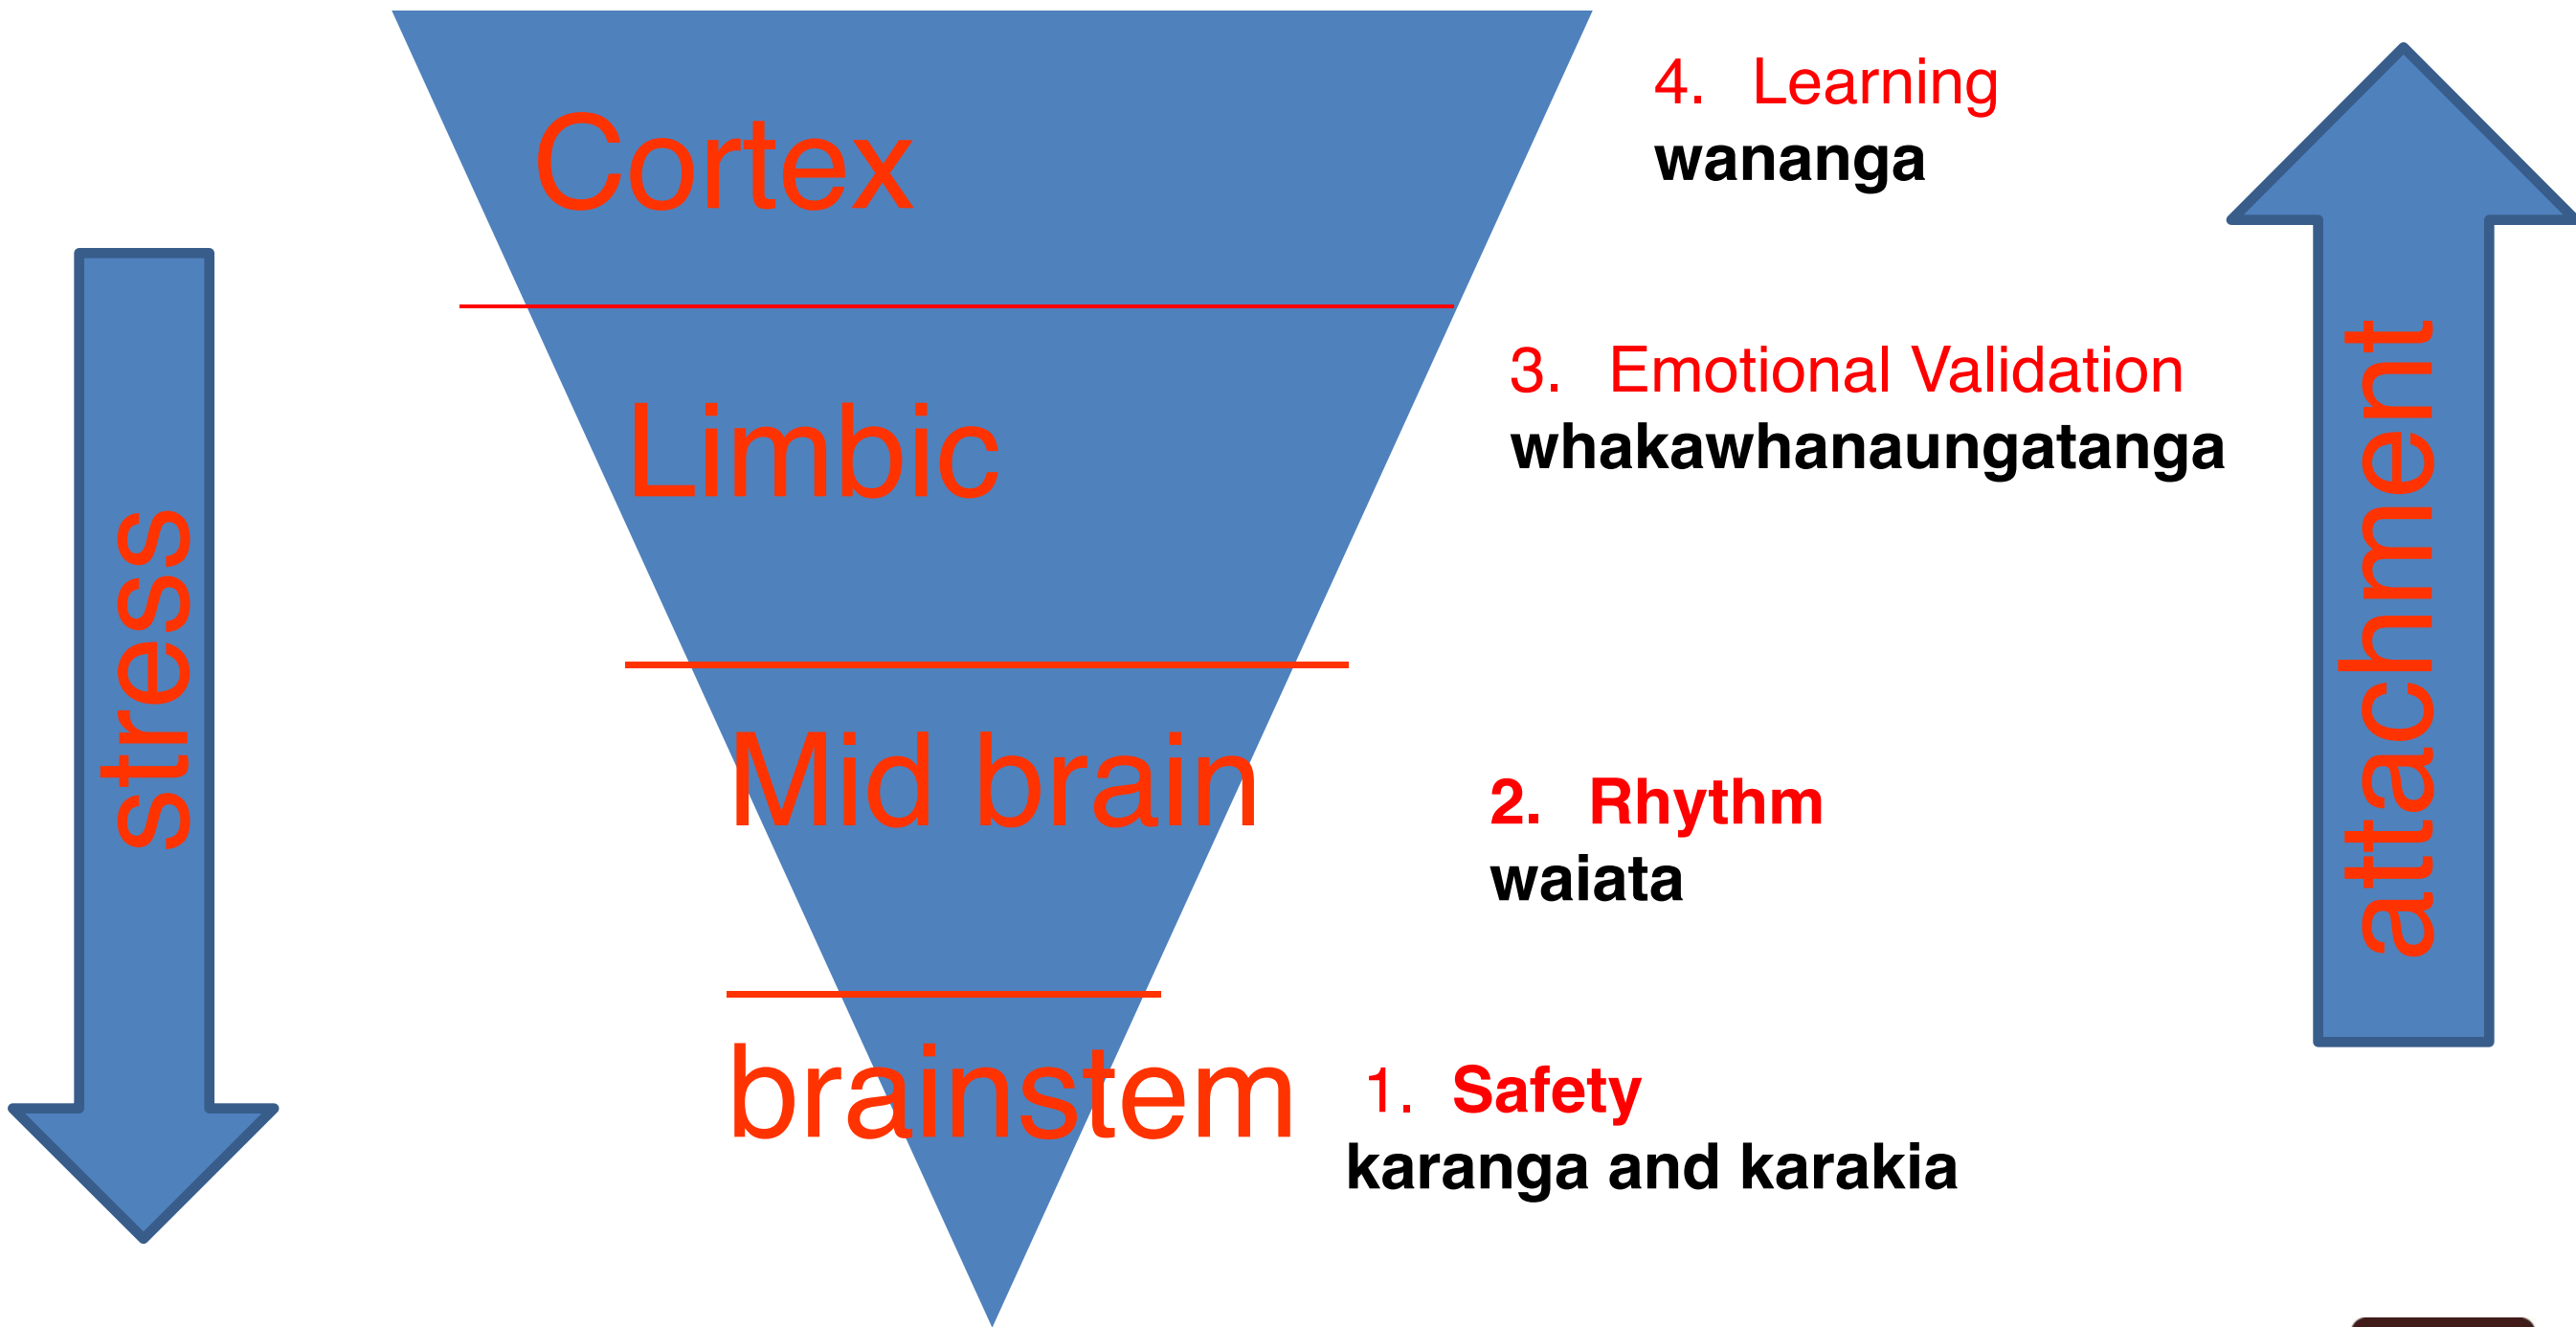 4. Learning
wananga
Cortex
3. Emotional Validation
whakawhanaungatanga
Limbic
stress
attachment
Mid brain
2. Rhythm
waiata
brainstem
1. Safety
karanga and karakia